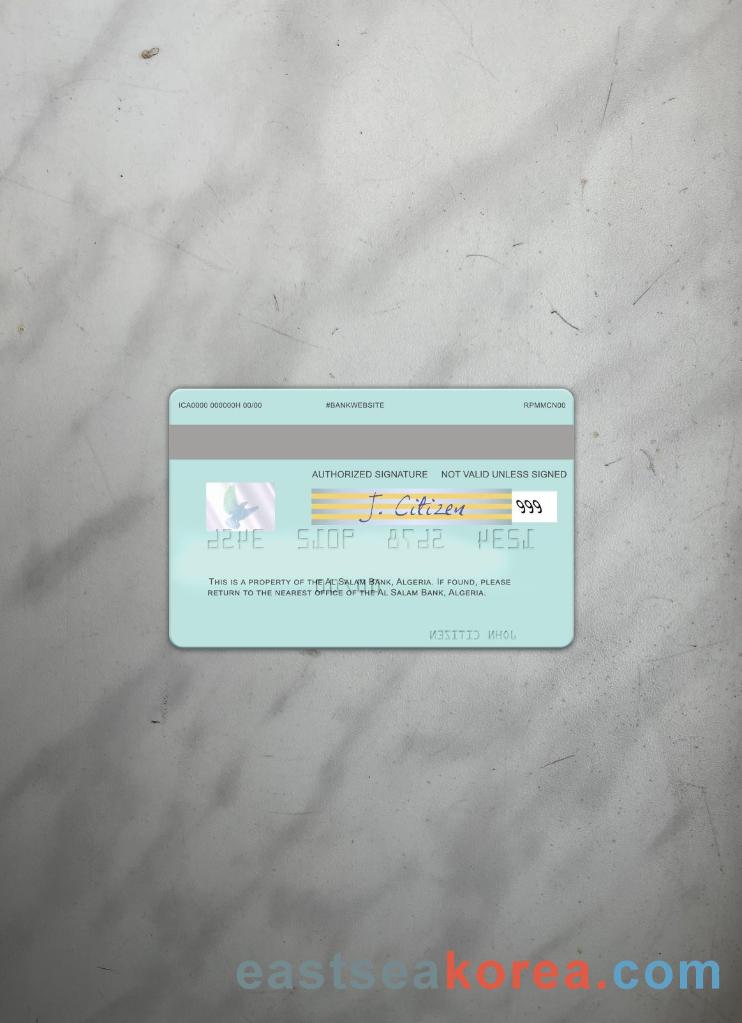 ICA0000 000000H 00/00 #BANKWEBSITE RPMMCN00
AUTHORIZED SIGNATURE NOT VALID UNLESS SIGNED
J. Citizen 999
THIS IS A PROPERTY OF THE AL SALAM BANK, ALGERIA. IF FOUND, PLEASE
RETURN TO THE NEAREST OFFICE OF THE AL SALAM BANK, ALGERIA.
JOHN CITIZEN
eastseakorea.com